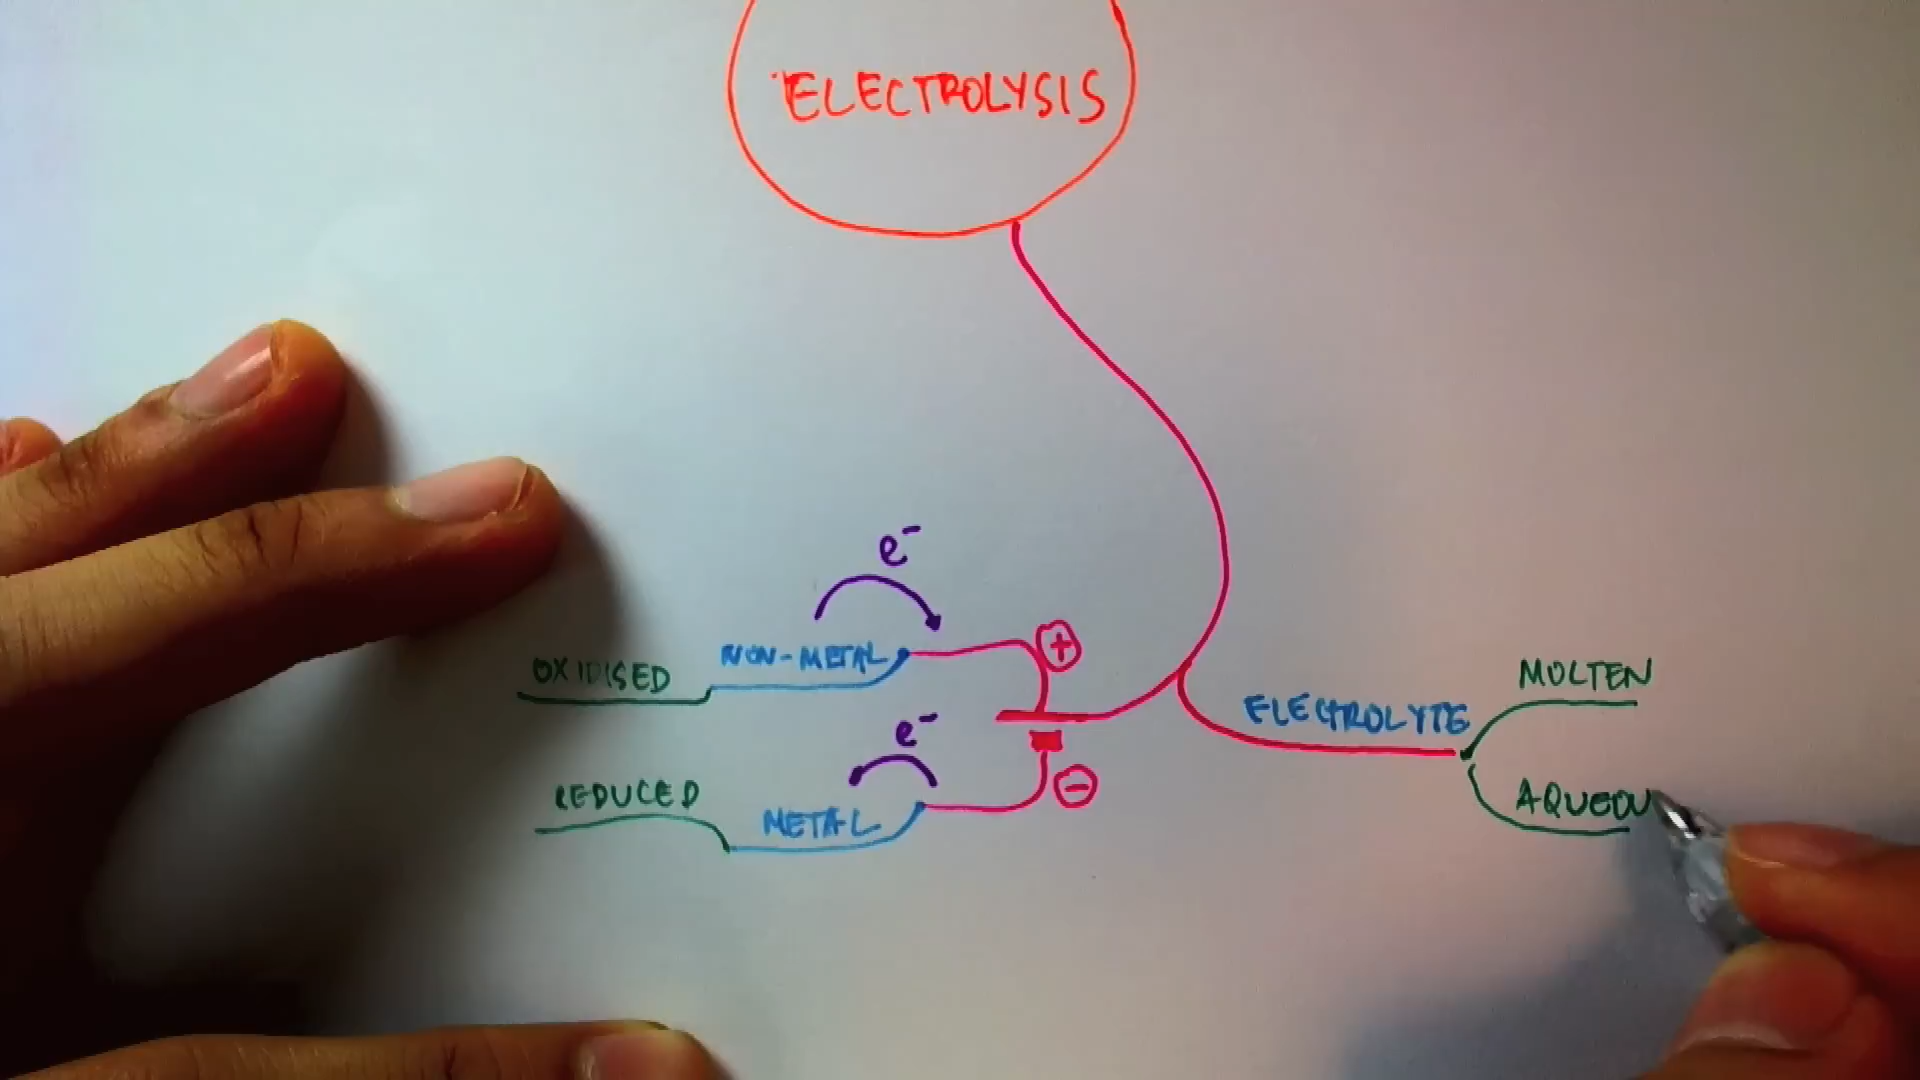 ELECTROLYSIS
e-
+
NON-METAL
OXIDISED
e-
-
METAL
REDUCED
ELECTROLYTE
MOLTEN
AQUEOU